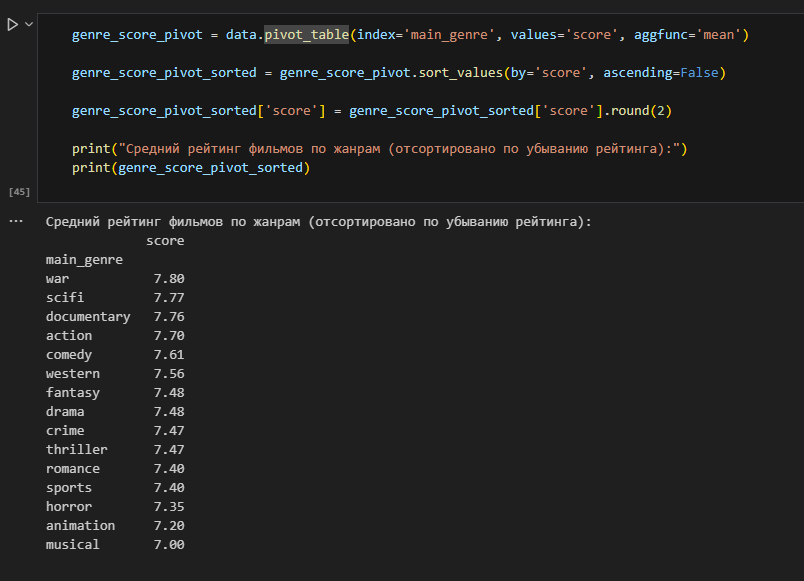 genre_score_pivot = data.pivot_table(index='main_genre', values='score', aggfunc='mean')
genre_score_pivot_sorted = genre_score_pivot.sort_values(by='score', ascending=False)
genre_score_pivot_sorted['score'] = genre_score_pivot_sorted['score'].round(2)
print("Средний рейтинг фильмов по жанрам (отсортировано по убыванию рейтинга):")
print(genre_score_pivot_sorted)
[45]
... Средний рейтинг фильмов по жанрам (отсортировано по убыванию рейтинга):
score
main_genre
war 7.80
scifi 7.77
documentary 7.76
action 7.70
comedy 7.61
western 7.56
fantasy 7.48
drama 7.48
crime 7.47
thriller 7.47
romance 7.40
sports 7.40
horror 7.35
animation 7.20
musical 7.00